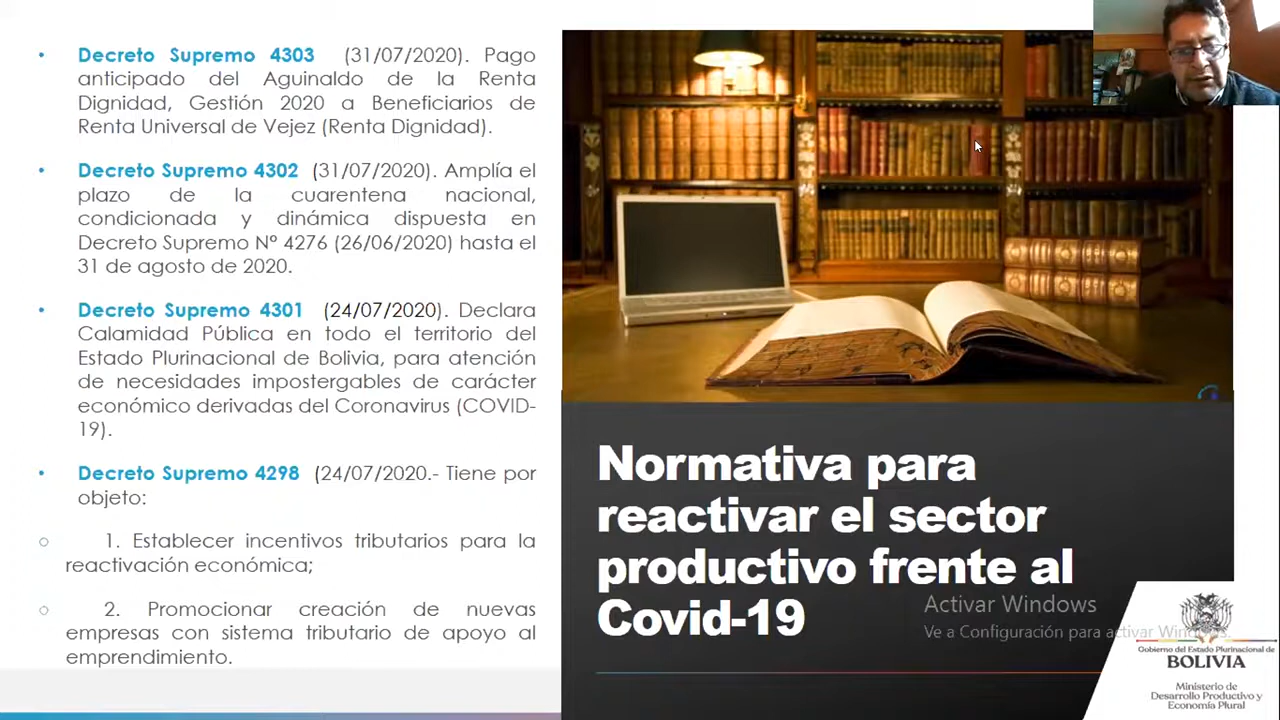 Decreto Supremo 4303 (31/07/2020). Pago
anticipado del Aguinaldo de la Renta
Dignidad, Gestión 2020 a Beneficiarios de
Renta Universal de Vejez (Renta Dignidad).
Decreto Supremo 4302 (31/07/2020). Amplía el
plazo de la cuarentena nacional,
condicionada y dinámica dispuesta en
Decreto Supremo N° 4276 (26/06/2020) hasta el
31 de agosto de 2020.
Decreto Supremo 4301 (24/07/2020). Declara
Calamidad Pública en todo el territorio del
Estado Plurinacional de Bolivia, para atención
de necesidades impostergables de carácter
económico derivadas del Coronavirus (COVID-
19).
Decreto Supremo 4298 (24/07/2020.- Tiene por
objeto:
1. Establecer incentivos tributarios para la
reactivación económica;
2. Promocionar creación de nuevas
empresas con sistema tributario de apoyo al
emprendimiento.
Normativa para
reactivar el sector
productivo frente al
Covid-19
Activar Windows
Ve a Configuración para activar Windows.
Gobierno del Estado Plurinacional de
BOLIVIA
Ministerio de
Desarrollo Productivo y
Economía Plural